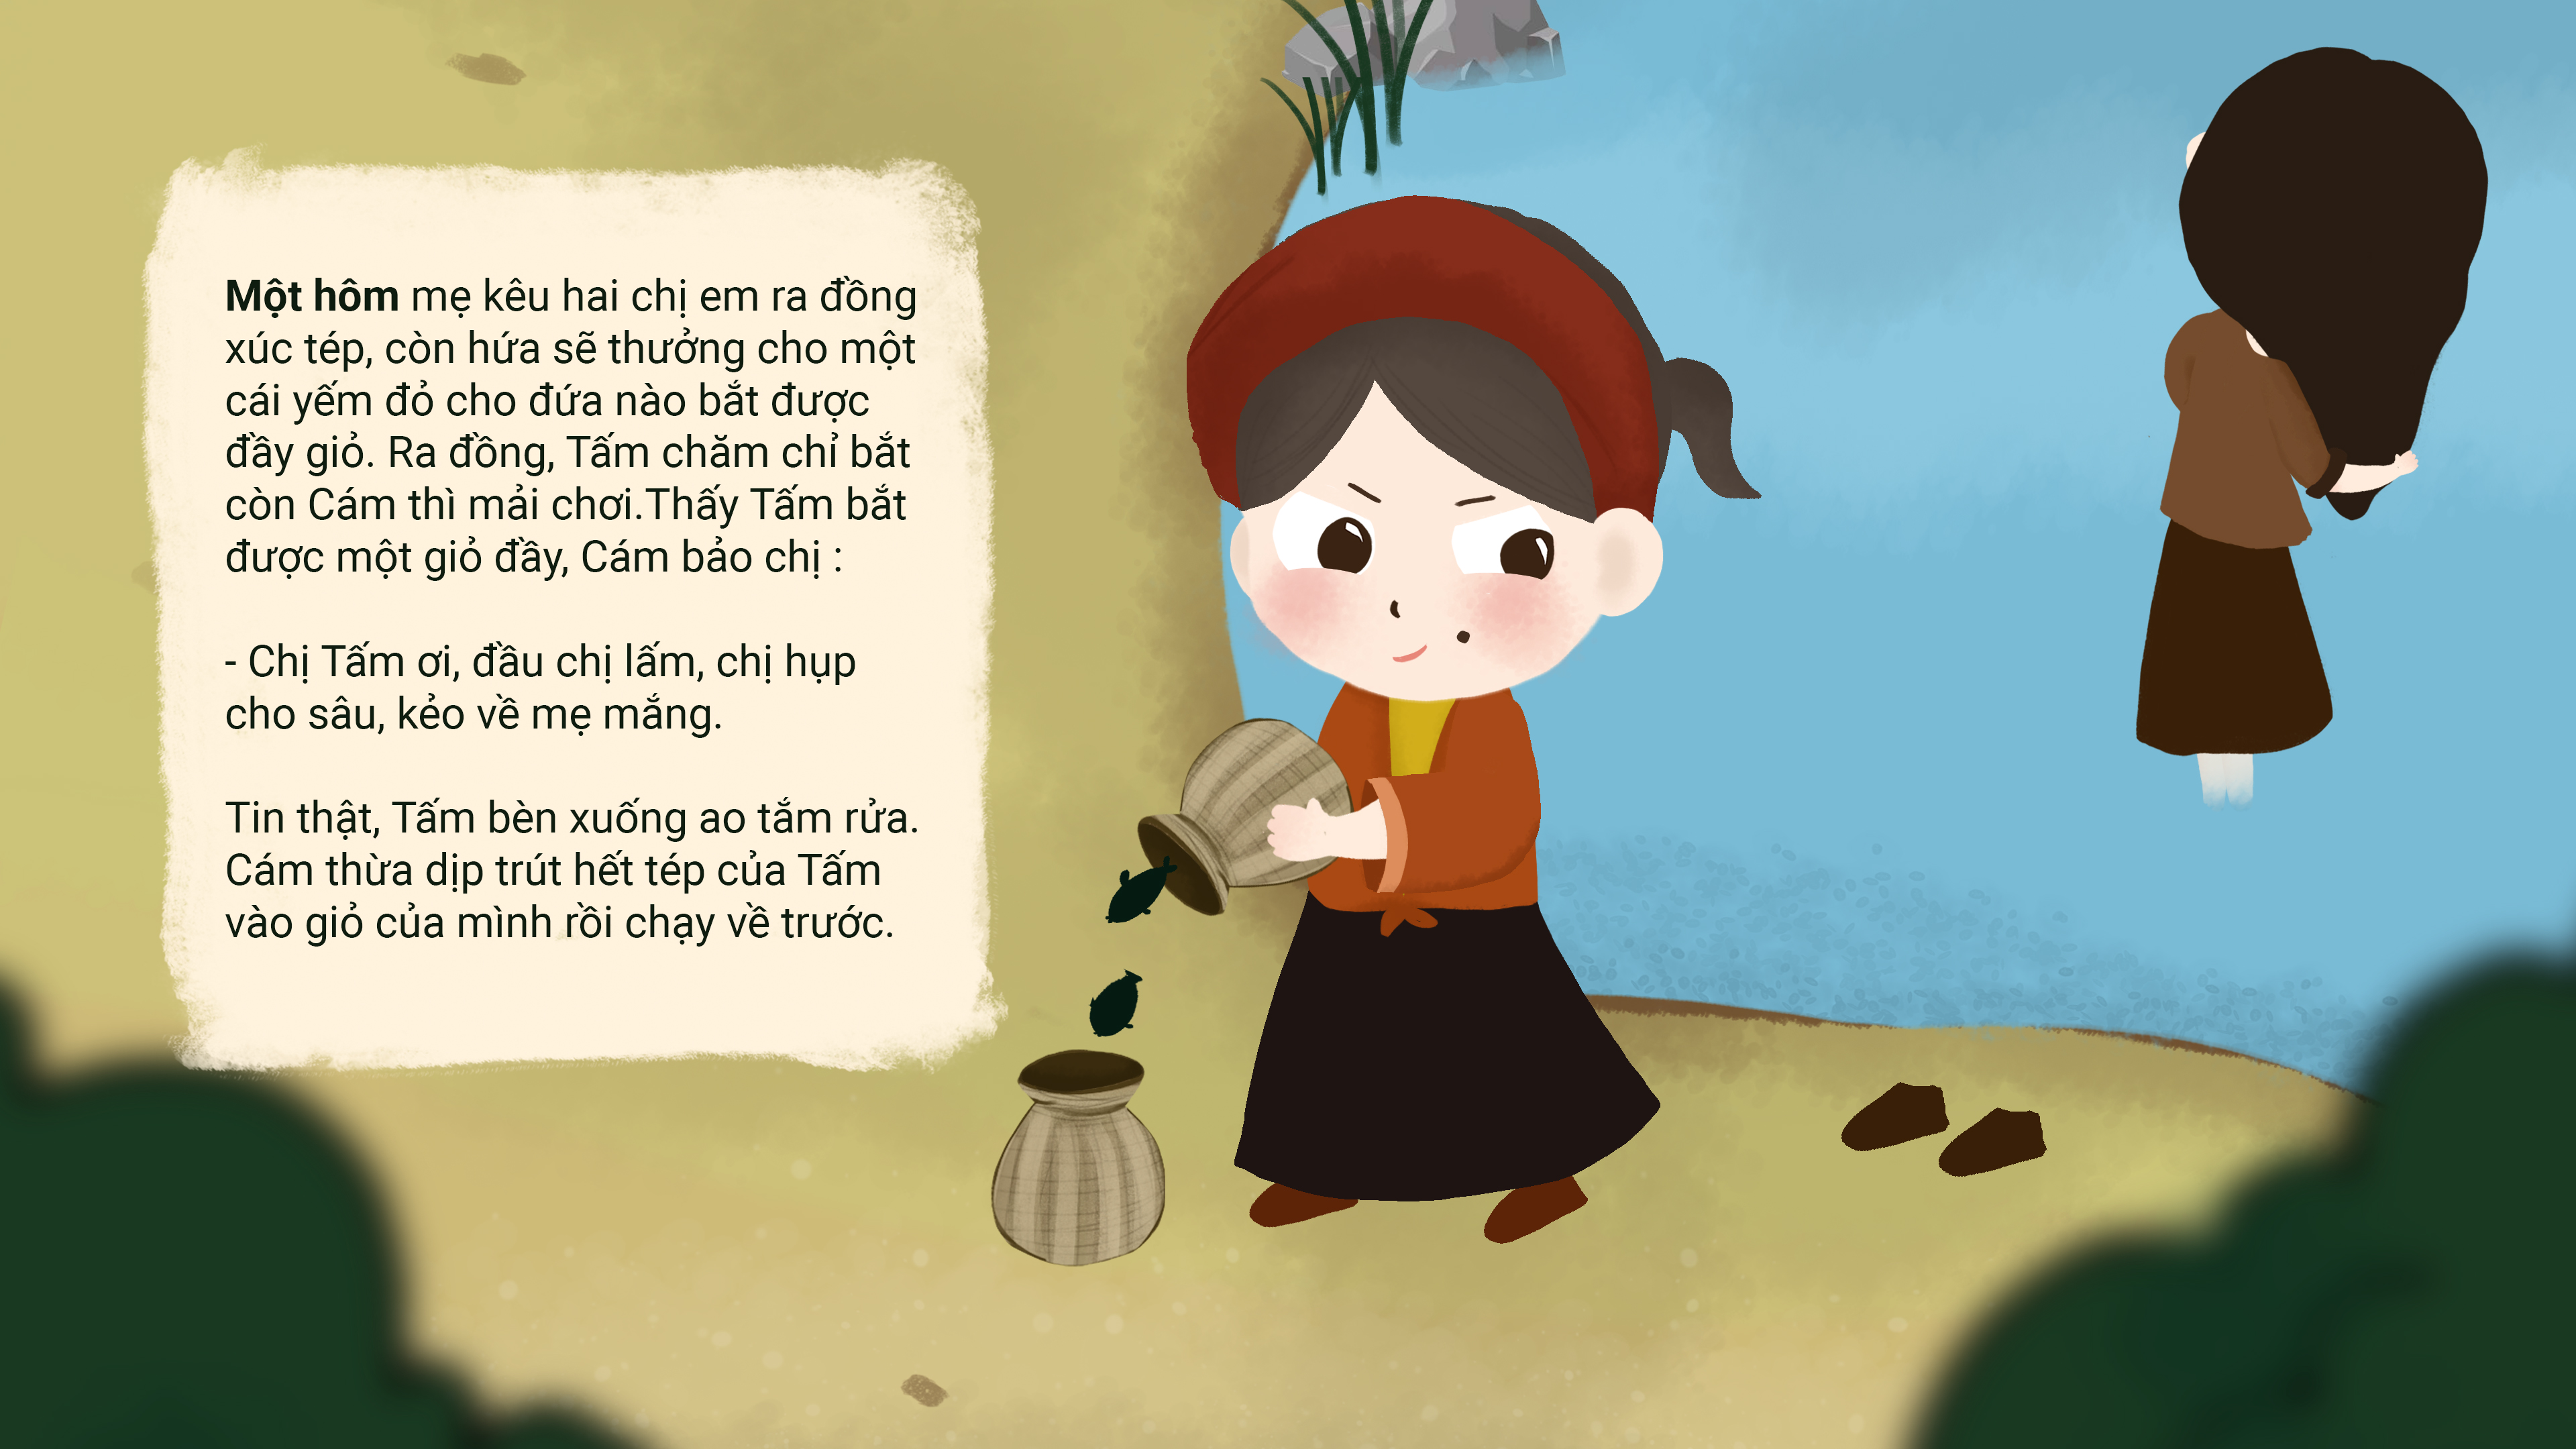 Một hôm mẹ kêu hai chị em ra đồng
xúc tép, còn hứa sẽ thưởng cho một
cái yếm đỏ cho đứa nào bắt được
đầy giỏ. Ra đồng, Tấm chăm chỉ bắt
còn Cám thì mải chơi.Thấy Tấm bắt
được một giỏ đầy, Cám bảo chị :
- Chị Tấm ơi, đầu chị lấm, chị hụp
cho sâu, kẻo về mẹ mắng.
Tin thật, Tấm bèn xuống ao tắm rửa.
Cám thừa dịp trút hết tép của Tấm
vào giỏ của mình rồi chạy về trước.